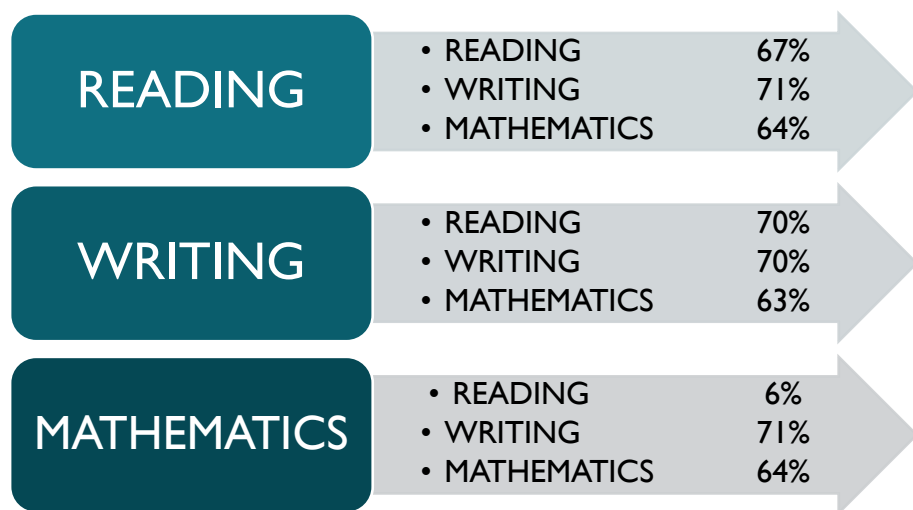 READING
• READING 67%
• WRITING 71%
• MATHEMATICS 64%
WRITING
• READING 70%
• WRITING 70%
• MATHEMATICS 63%
MATHEMATICS
• READING 6%
• WRITING 71%
• MATHEMATICS 64%